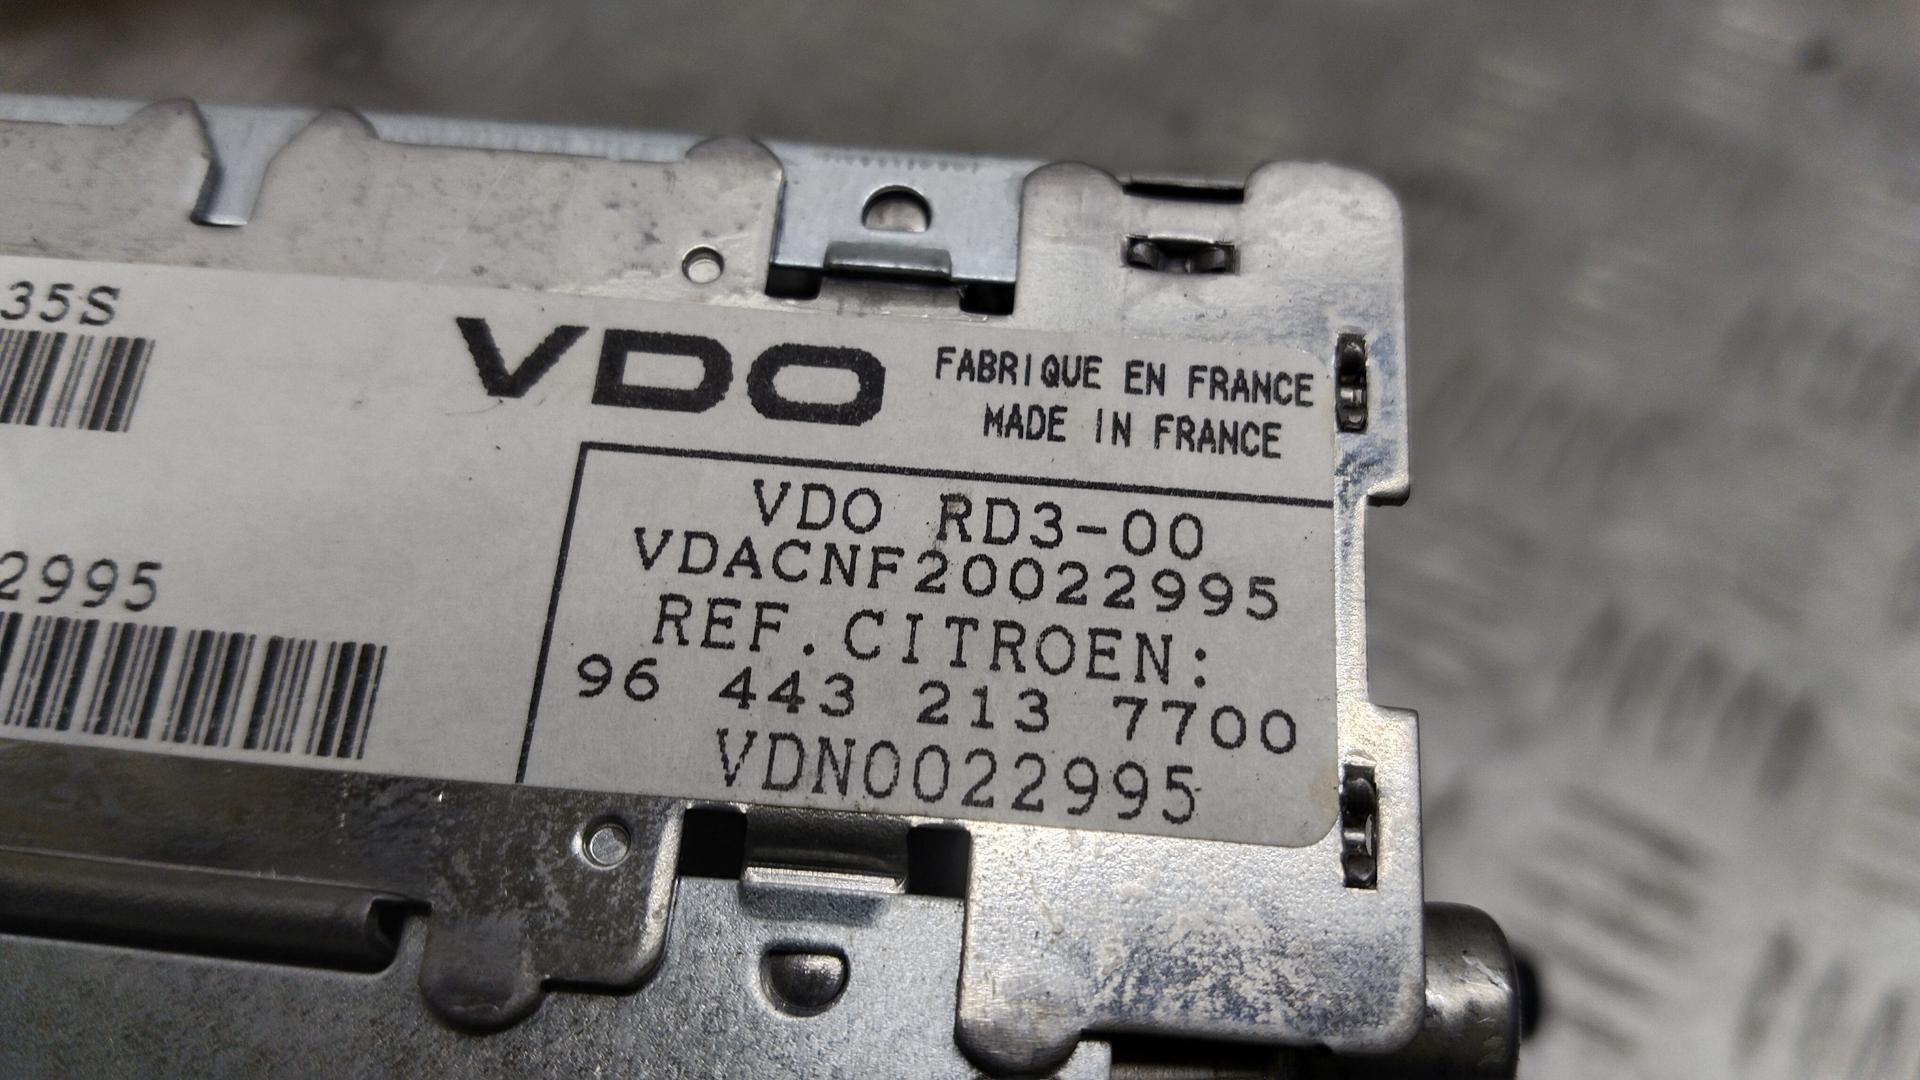 35S
VDO
FABRIQUE EN FRANCE
MADE IN FRANCE
2995
VDO RD3-00
VDACNF20022995
REF.CITROEN:
96 443 213 7700
VDN0022995